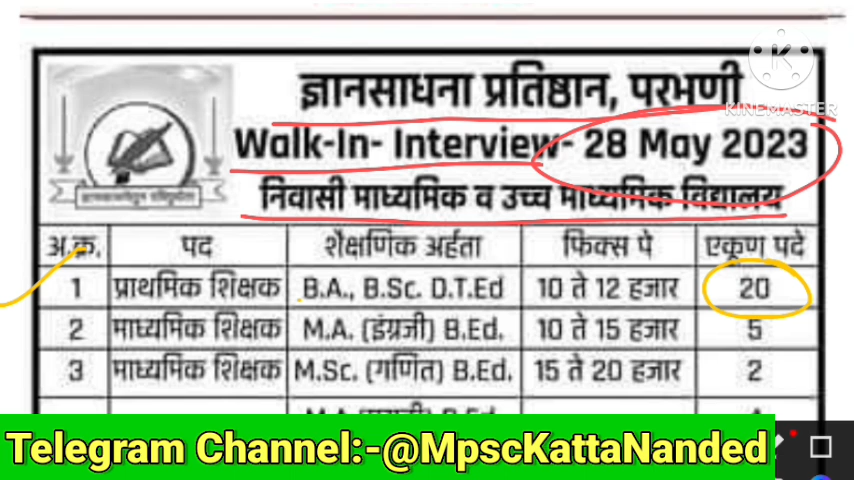 KINEMASTER
ज्ञानसाधना प्रतिष्ठान, परभणी
Walk-In- Interview- 28 May 2023
निवासी माध्यमिक व उच्च माध्यमिक विद्यालय
अ.क्र. पद शैक्षणिक अर्हता फिक्स पे एकूण पदे
1 प्राथमिक शिक्षक B.A., B.Sc. D.T.Ed 10 ते 12 हजार 20
2 माध्यमिक शिक्षक M.A. (इंग्रजी) B.Ed. 10 ते 15 हजार 5
3 माध्यमिक शिक्षक M.Sc. (गणित) B.Ed. 15 ते 20 हजार 2
Telegram Channel:-@MpscKattaNanded